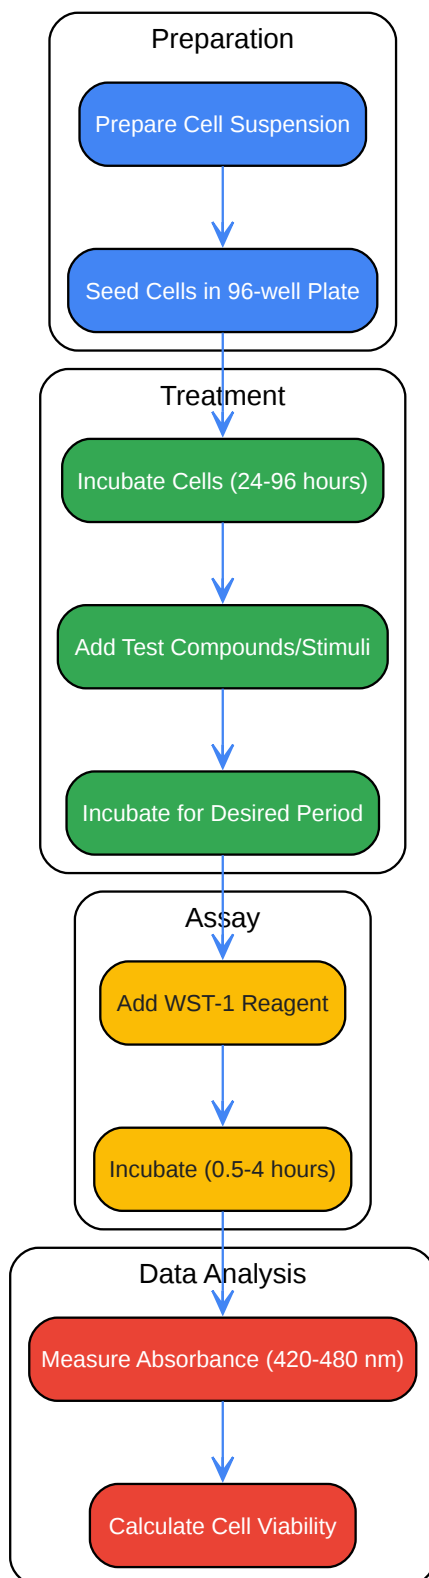 Preparation
Prepare Cell Suspension
Seed Cells in 96-well Plate
Treatment
Incubate Cells (24-96 hours)
Add Test Compounds/Stimuli
Incubate for Desired Period
Assay
Add WST-1 Reagent
Incubate (0.5-4 hours)
Data Analysis
Measure Absorbance (420-480 nm)
Calculate Cell Viability